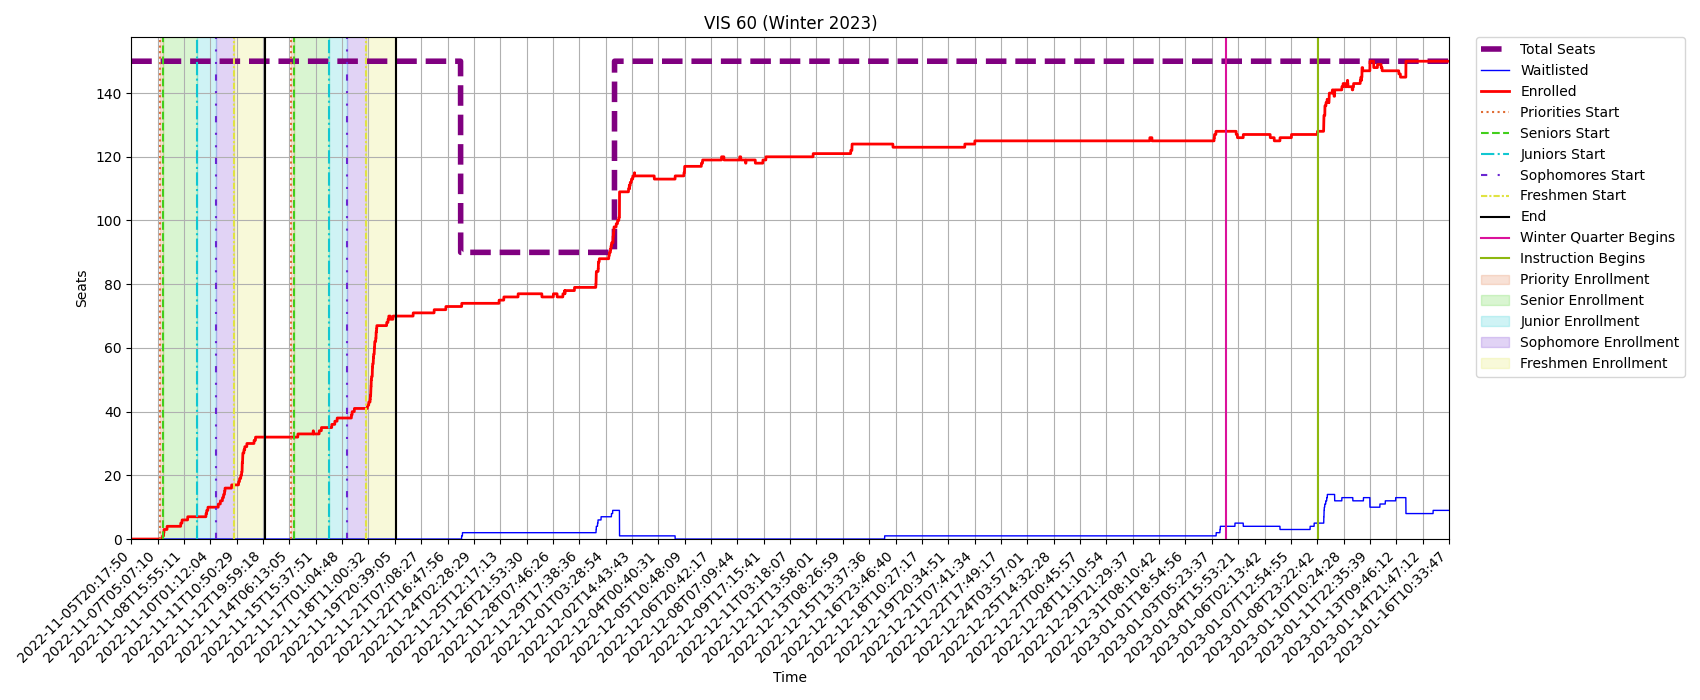 VIS 60 (Winter 2023)
Seats
140
120
100
80
60
40
20
0
2022-11-05T20:17:50
2022-11-07T05:07:10
2022-11-08T15:55:11
2022-11-10T01:12:04
2022-11-11T10:50:29
2022-11-12T19:59:18
2022-11-14T06:13:05
2022-11-15T15:37:51
2022-11-17T01:04:48
2022-11-18T11:00:32
2022-11-19T20:39:05
2022-11-21T07:08:27
2022-11-22T16:47:56
2022-11-24T02:28:29
2022-11-25T12:17:13
2022-11-26T21:53:30
2022-11-28T07:46:26
2022-11-29T17:38:36
2022-12-01T03:28:54
2022-12-02T14:43:43
2022-12-04T00:40:31
2022-12-05T10:48:09
2022-12-06T20:42:17
2022-12-08T07:09:44
2022-12-09T17:15:41
2022-12-11T03:18:07
2022-12-12T13:58:01
2022-12-13T08:26:59
2022-12-15T13:37:36
2022-12-16T23:46:40
2022-12-18T10:27:17
2022-12-19T20:34:51
2022-12-21T07:41:34
2022-12-22T17:49:17
2022-12-24T03:57:01
2022-12-25T14:32:28
2022-12-27T00:45:57
2022-12-28T11:10:54
2022-12-29T21:29:37
2022-12-31T08:10:42
2023-01-01T18:54:56
2023-01-03T05:23:37
2023-01-04T15:53:21
2023-01-06T02:13:42
2023-01-07T12:54:55
2023-01-08T23:22:42
2023-01-10T10:24:28
2023-01-11T22:35:39
2023-01-13T09:46:12
2023-01-14T21:47:12
2023-01-16T10:33:47
Time
Total Seats
Waitlisted
Enrolled
Priorities Start
Seniors Start
Juniors Start
Sophomores Start
Freshmen Start
End
Winter Quarter Begins
Instruction Begins
Priority Enrollment
Senior Enrollment
Junior Enrollment
Sophomore Enrollment
Freshmen Enrollment